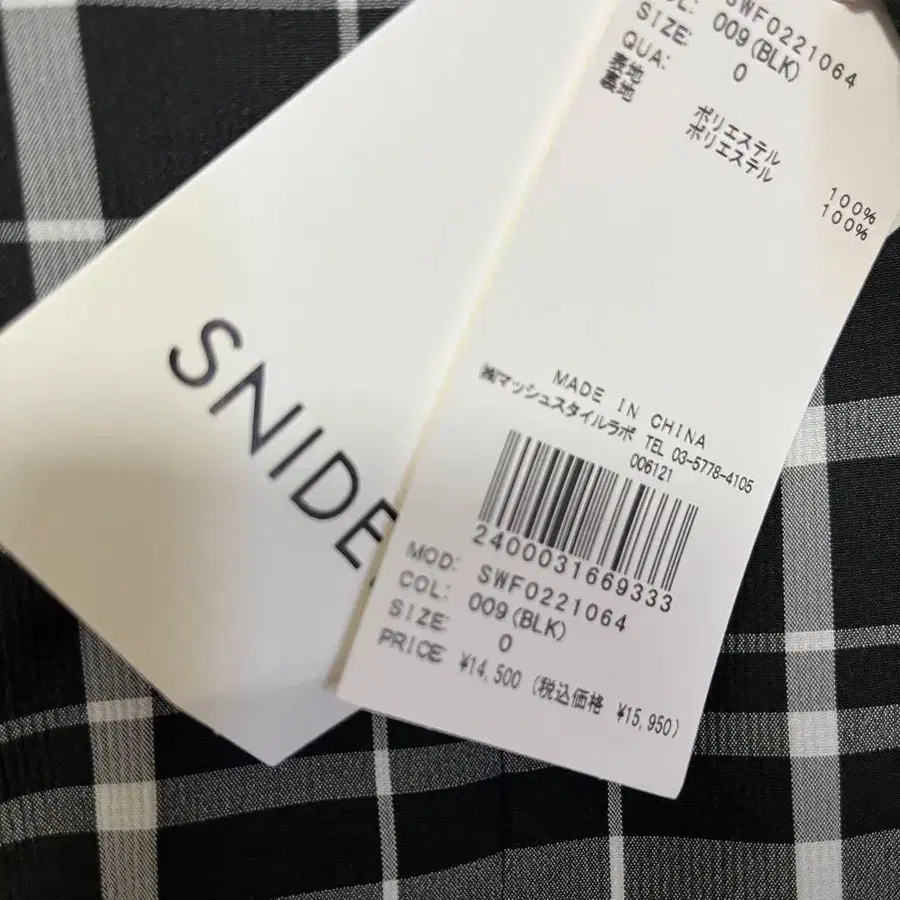 SNIDE
COL: SWF0221064
SIZE: 009(BLK)
QUA: 0
表地 ポリエステル 100%
裏地 ポリエステル 100%
MADE IN CHINA
㈱マッシュスタイルラボ TEL 03-5778-4105
006121
2400031669333
MOD: SWF0221064
COL: 009(BLK)
SIZE: 0
PRICE: ¥14,500 (税込価格 ¥15,950)